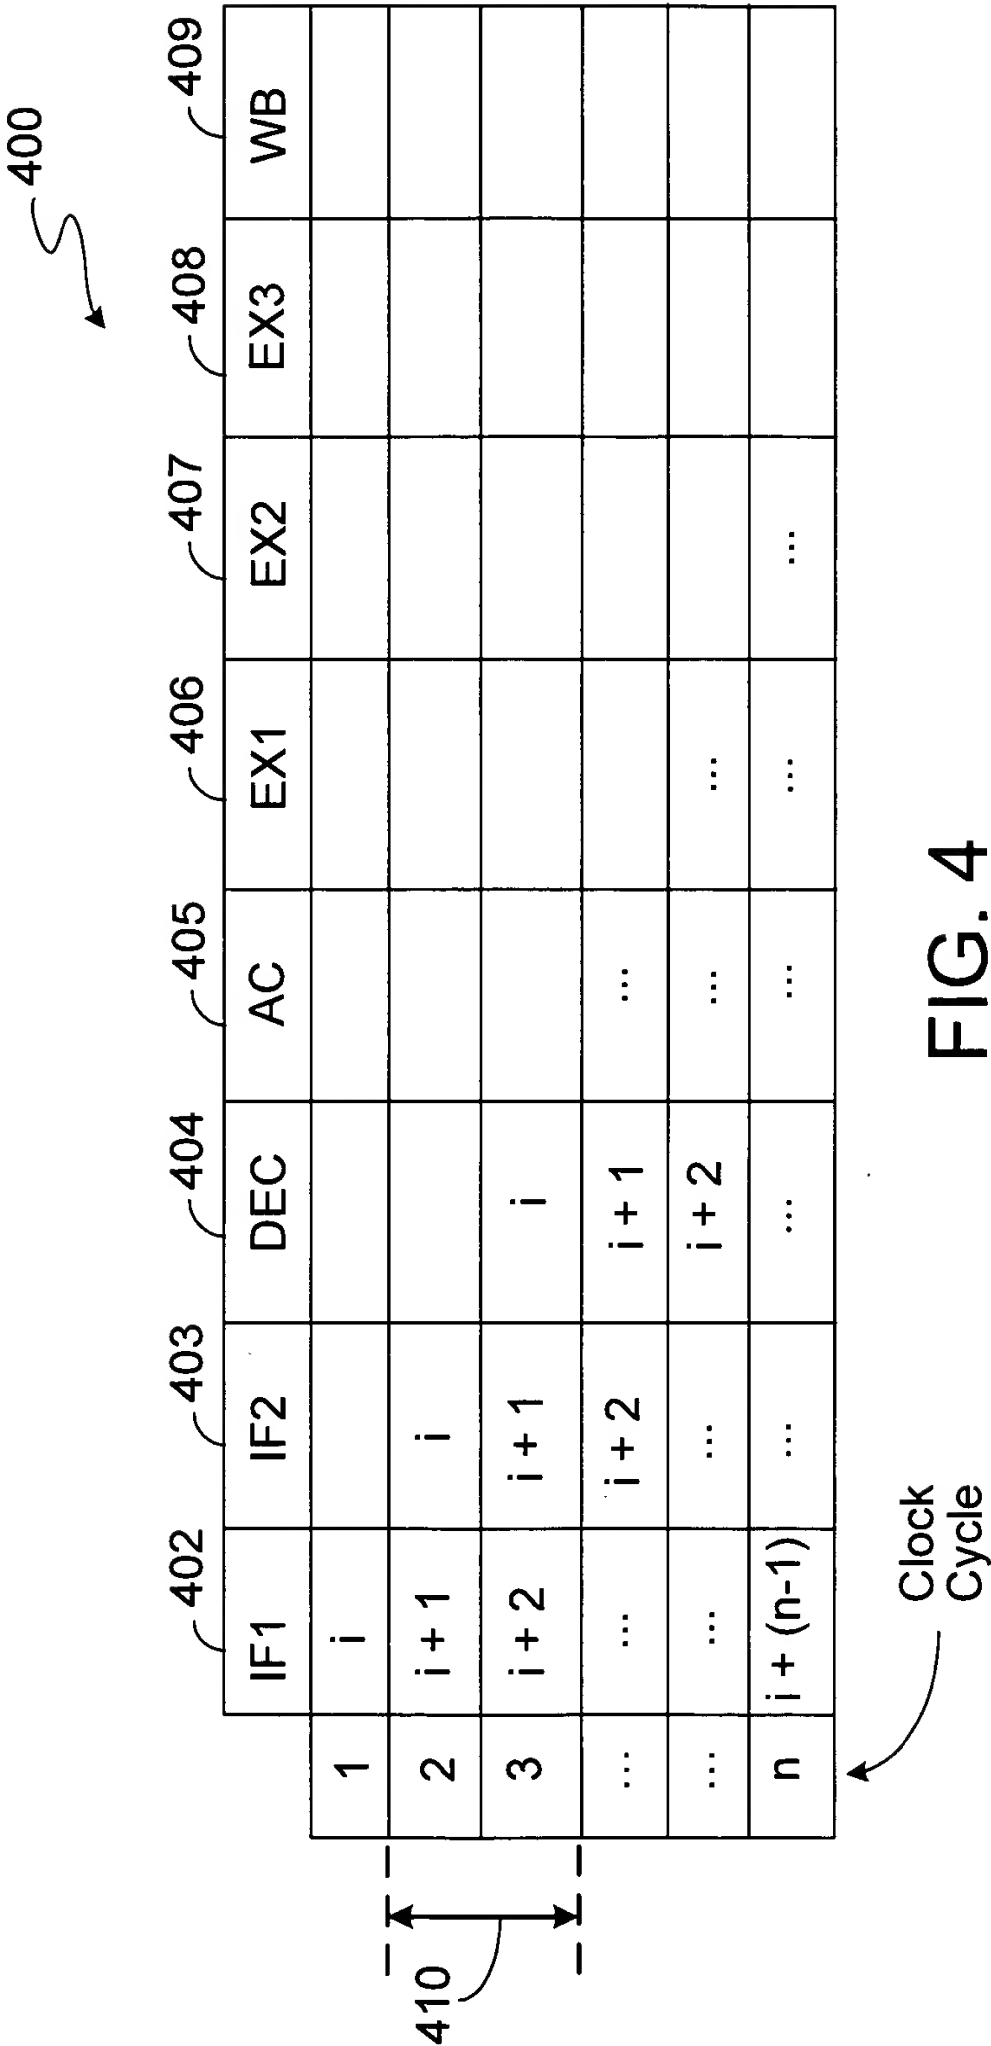 400
402 403 404 405 406 407 408 409
IF1 IF2 DEC AC EX1 EX2 EX3 WB
1 i
2 i + 1 i
3 i + 2 i + 1 i
... ... i + 2 i + 1 ...
... ... ... i + 2 ... ...
n i + (n-1) ... ... ... ... ...
410
Clock
Cycle
FIG. 4